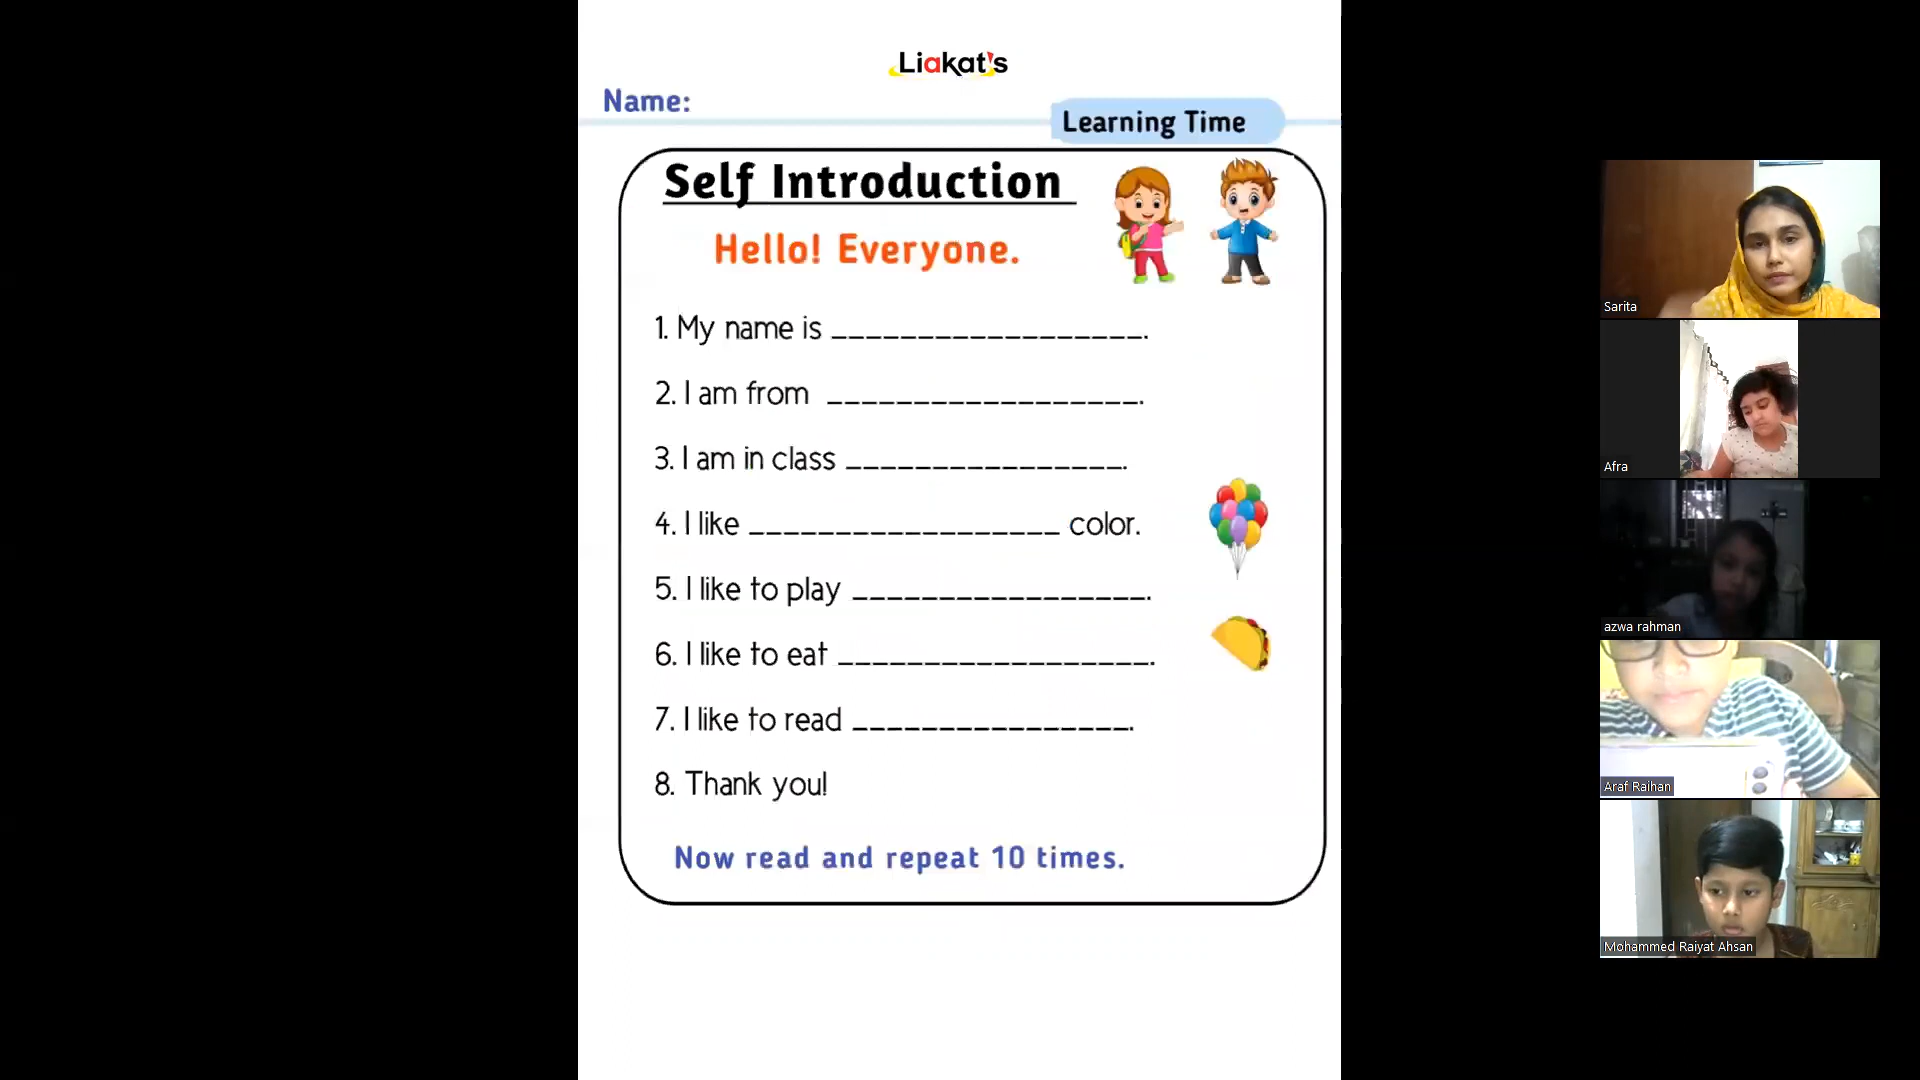 Liakat's
Name:
Learning Time
Self Introduction
Hello! Everyone.
1. My name is __________________.
2. I am from __________________.
3. I am in class ________________.
4. I like __________________ color.
5. I like to play _________________.
6. I like to eat __________________.
7. I like to read ________________.
8. Thank you!
Now read and repeat 10 times.
Sarita
Afra
azwa rahman
Araf Raihan
Mohammed Raiyat Ahsan